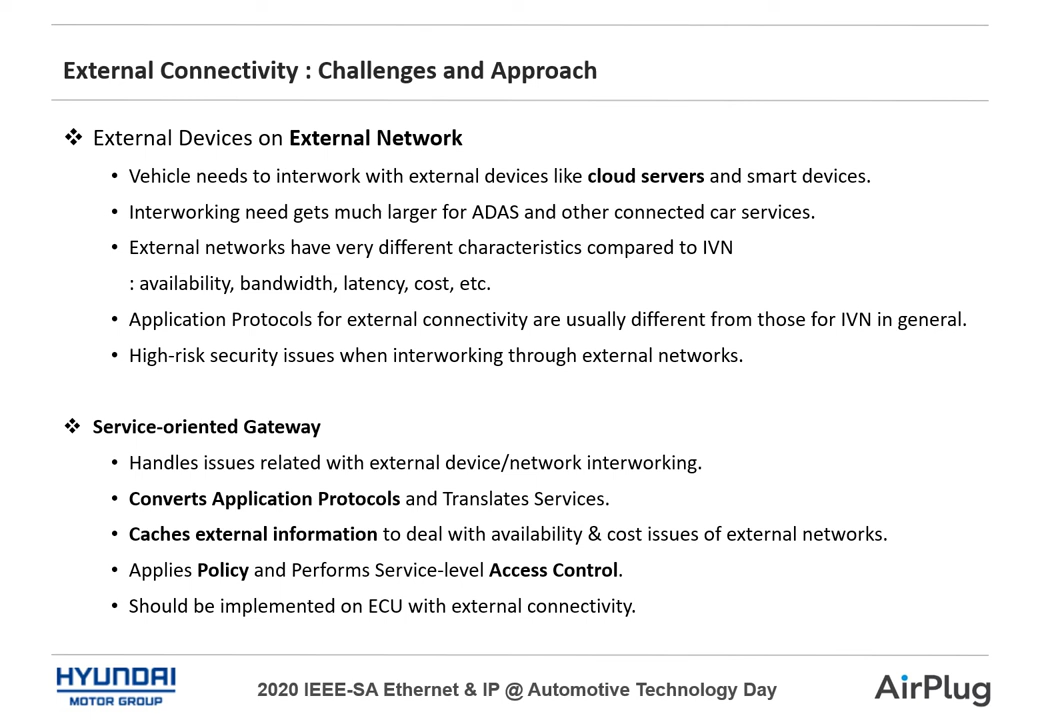 External Connectivity : Challenges and Approach
❖ External Devices on External Network
• Vehicle needs to interwork with external devices like cloud servers and smart devices.
• Interworking need gets much larger for ADAS and other connected car services.
• External networks have very different characteristics compared to IVN
: availability, bandwidth, latency, cost, etc.
• Application Protocols for external connectivity are usually different from those for IVN in general.
• High-risk security issues when interworking through external networks.
❖ Service-oriented Gateway
• Handles issues related with external device/network interworking.
• Converts Application Protocols and Translates Services.
• Caches external information to deal with availability & cost issues of external networks.
• Applies Policy and Performs Service-level Access Control.
• Should be implemented on ECU with external connectivity.
HYUNDAI
MOTOR GROUP
2020 IEEE-SA Ethernet & IP @ Automotive Technology Day
AirPlug